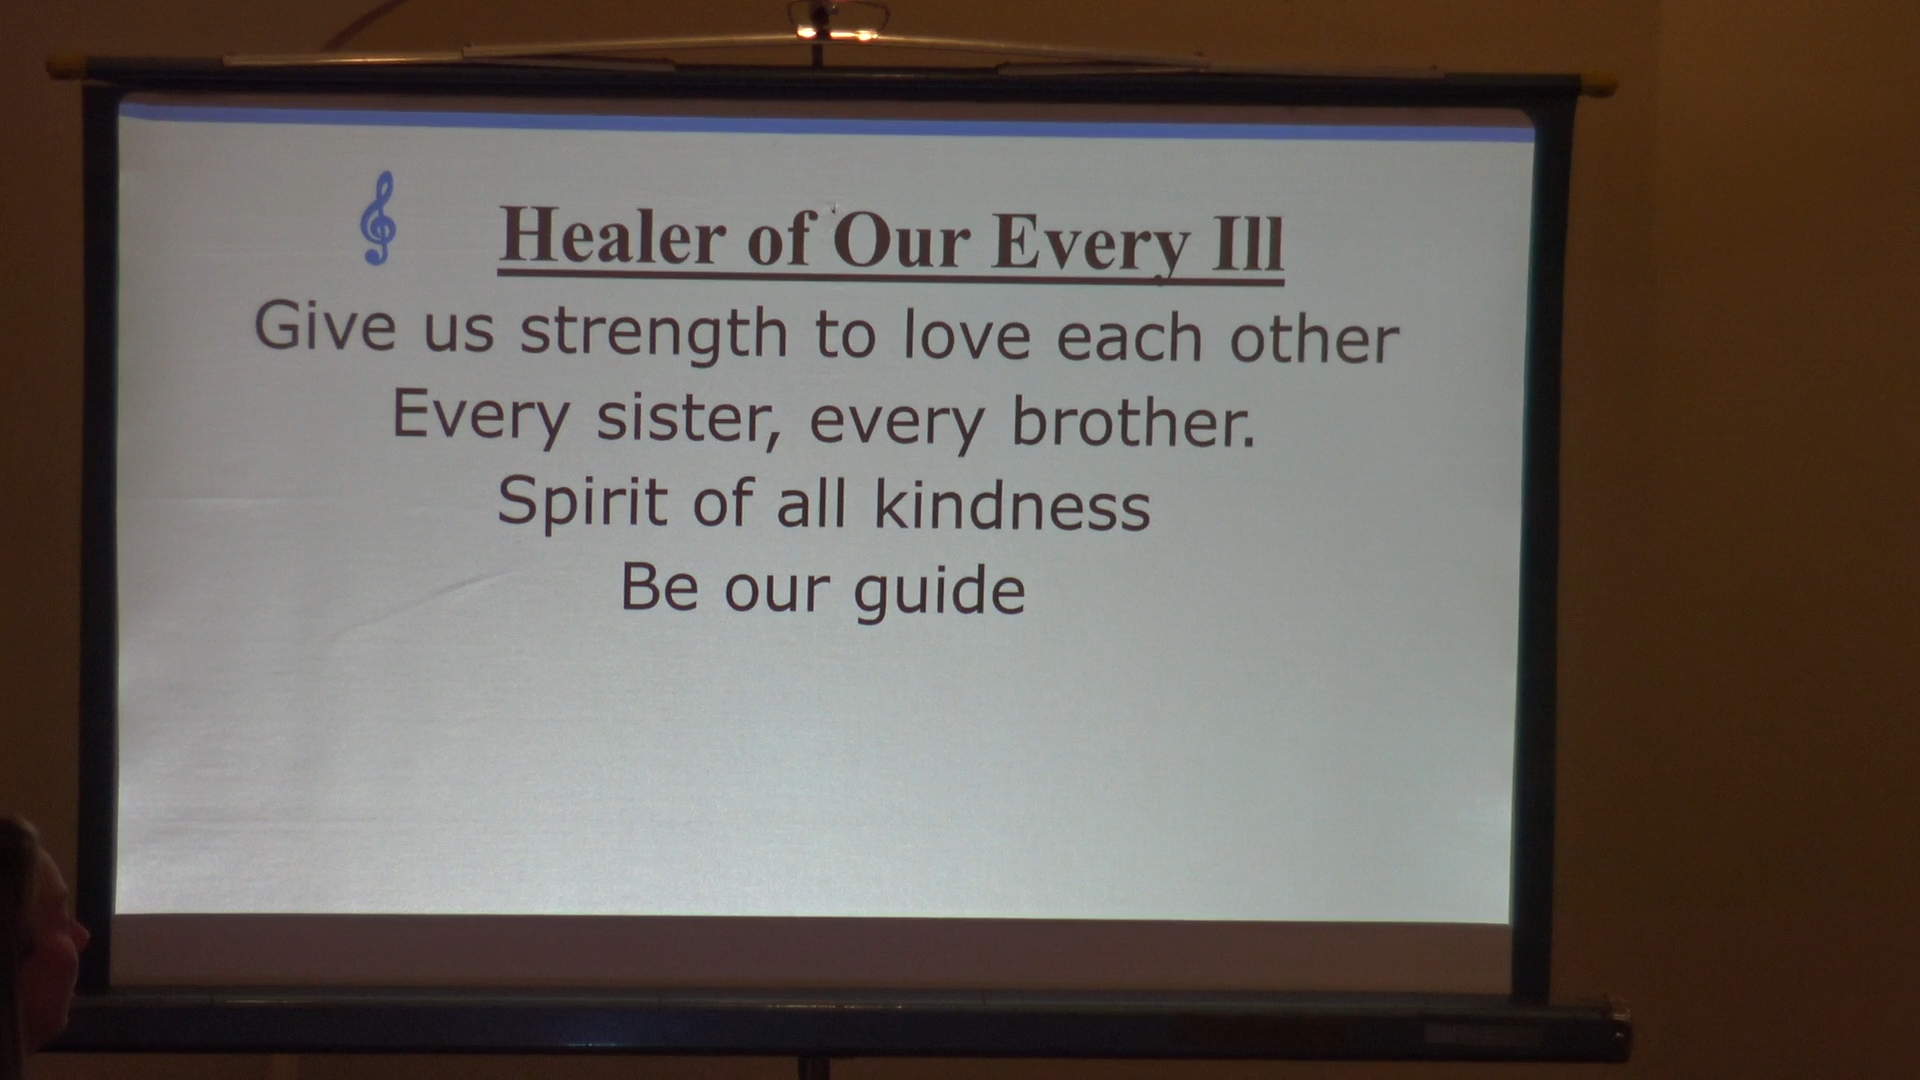 Healer of Our Every Ill
Give us strength to love each other
Every sister, every brother.
Spirit of all kindness
Be our guide